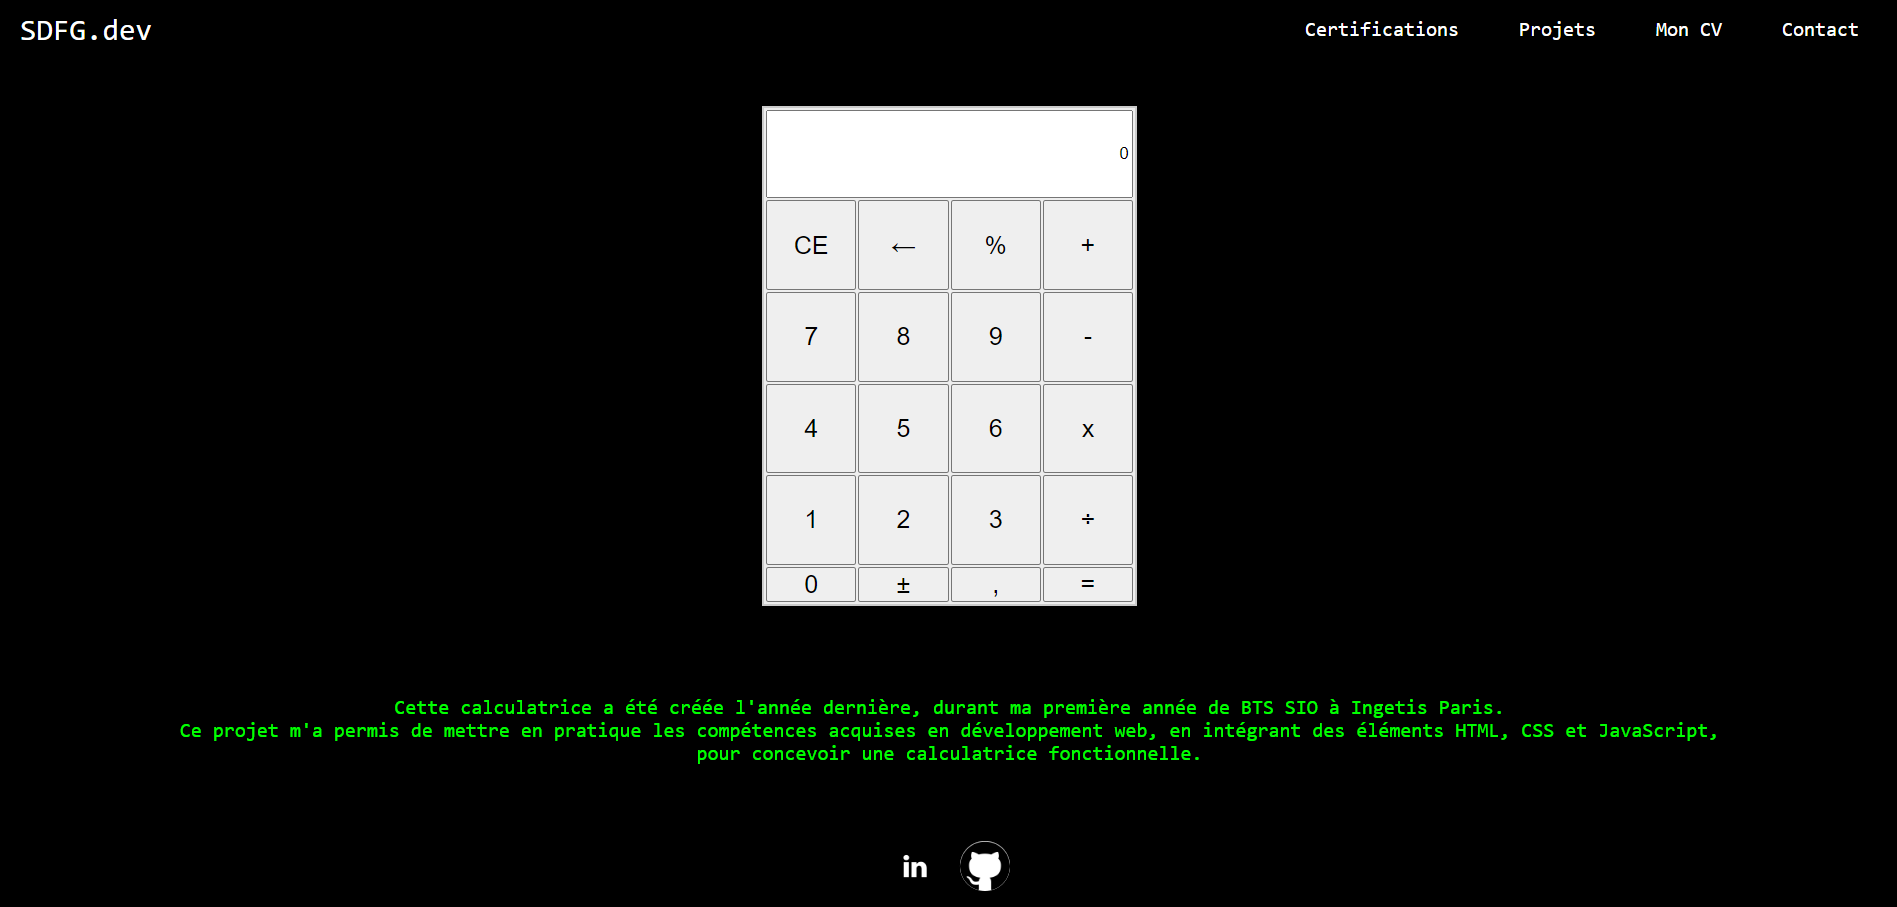 SDFG.dev Certifications Projets Mon CV Contact
0
CE ← % +
7 8 9 -
4 5 6 x
1 2 3 ÷
0 ± , =
Cette calculatrice a été créée l'année dernière, durant ma première année de BTS SIO à Ingetis Paris.
Ce projet m'a permis de mettre en pratique les compétences acquises en développement web, en intégrant des éléments HTML, CSS et JavaScript,
pour concevoir une calculatrice fonctionnelle.
in